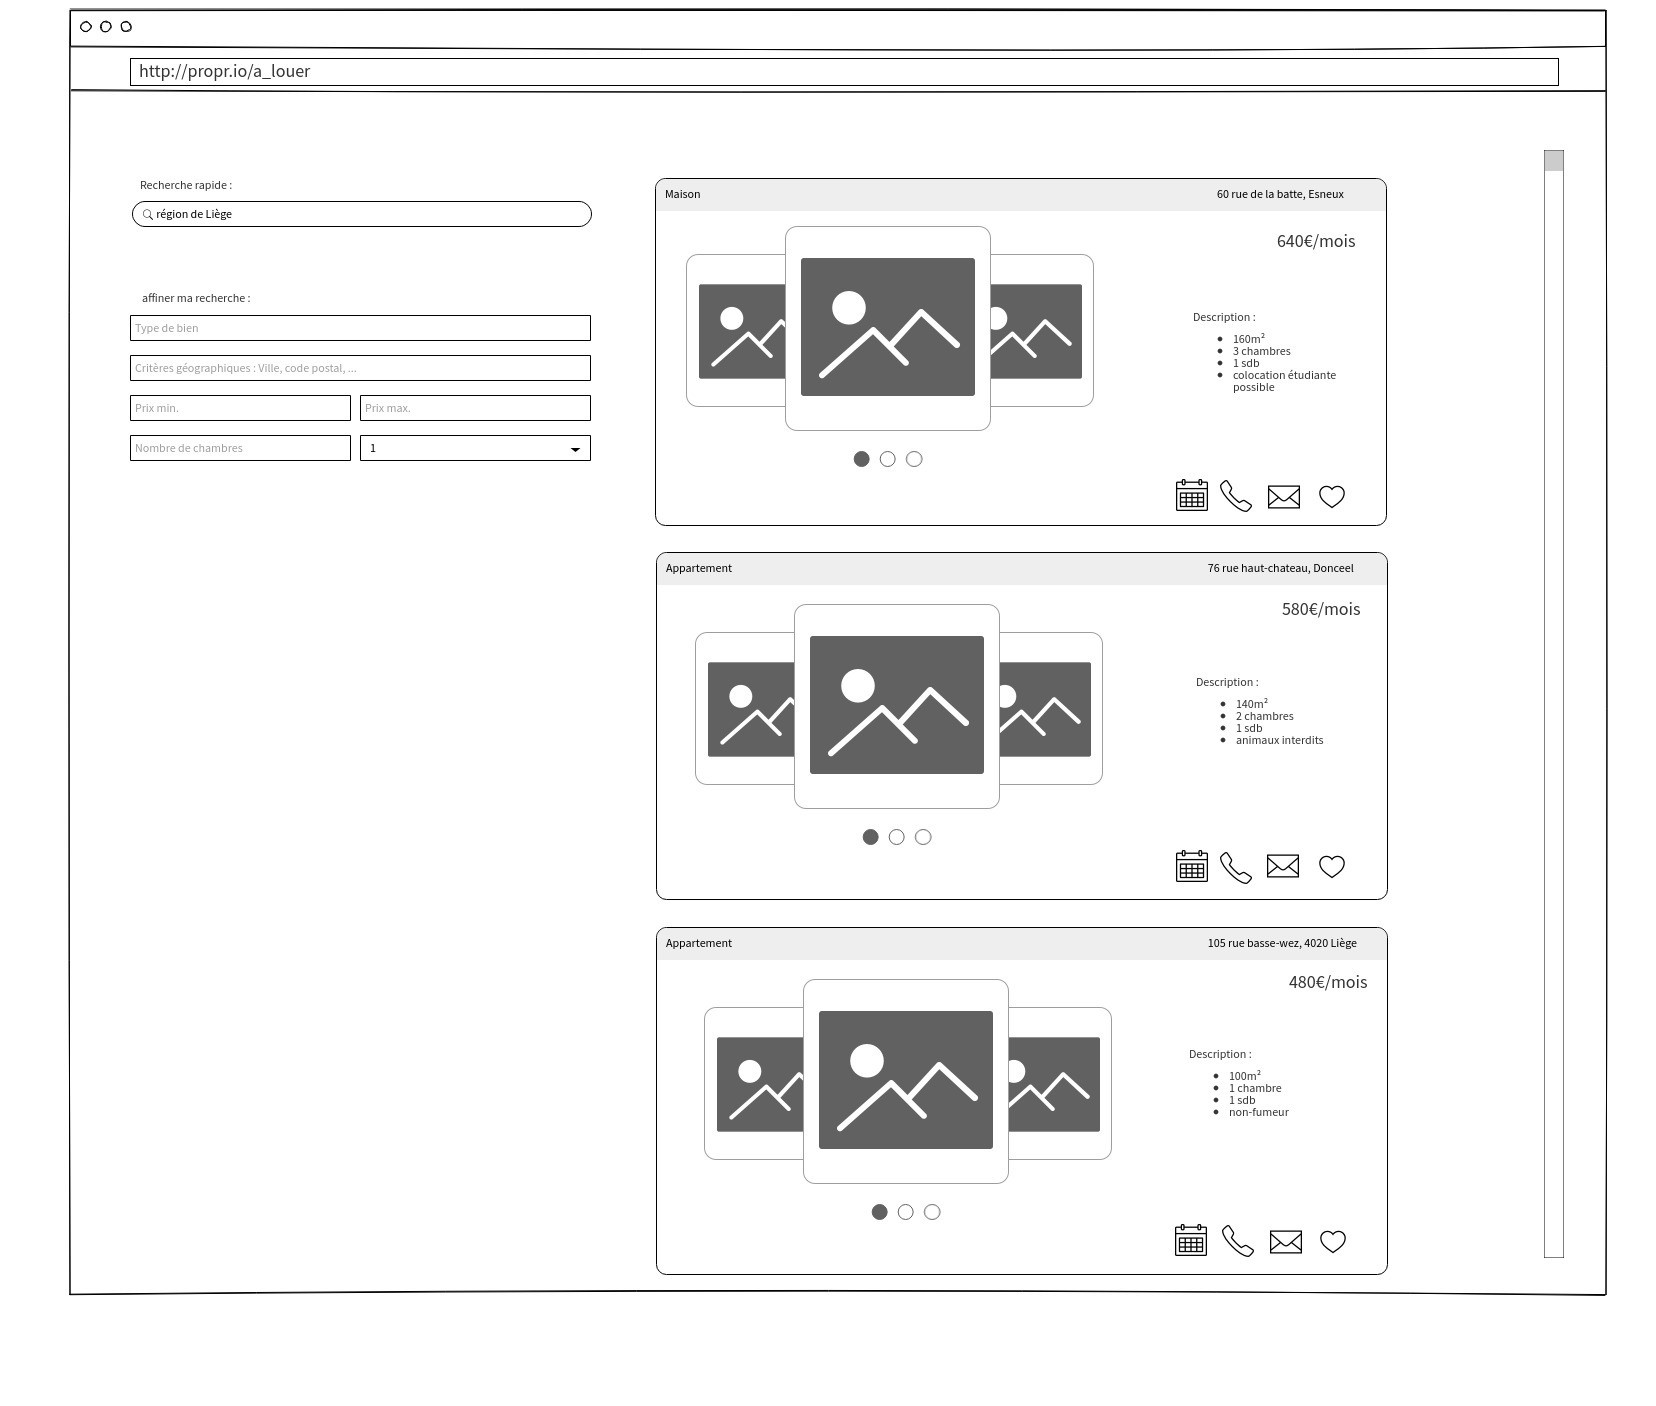 http://propr.io/a_louer
Recherche rapide :
région de Liège
affiner ma recherche :
Type de bien
Critères géographiques : Ville, code postal, ...
Prix min.
Prix max.
Nombre de chambres
1
Maison
60 rue de la batte, Esneux
640€/mois
Description :
160m²
3 chambres
1 sdb
colocation étudiante
possible
Appartement
76 rue haut-chateau, Donceel
580€/mois
Description :
140m²
2 chambres
1 sdb
animaux interdits
Appartement
105 rue basse-wez, 4020 Liège
480€/mois
Description :
100m²
1 chambre
1 sdb
non-fumeur